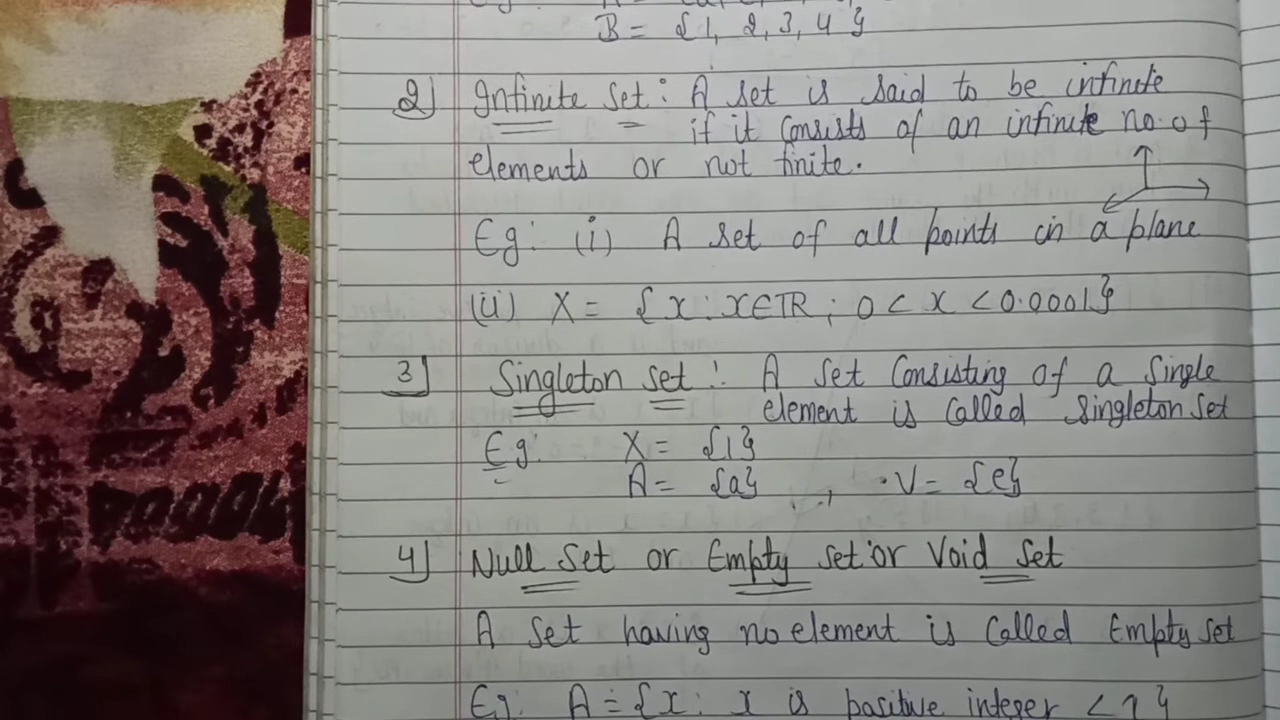 B = {1, 2, 3, 4}
2) Infinite Set : A set is said to be infinite
if it consists of an infinite no. of
elements or not finite.
Eg: (i) A set of all points in a plane
(ii) X = {x : x ∈ R ; 0 < x < 0.0001}
3) Singleton set : A set consisting of a single
element is called singleton set
Eg: X = {1}
A = {a} , V = {e}
4) Null Set or Empty set or Void set
A set having no element is called Empty set
Eg: A = {x : x is positive integer < 1}